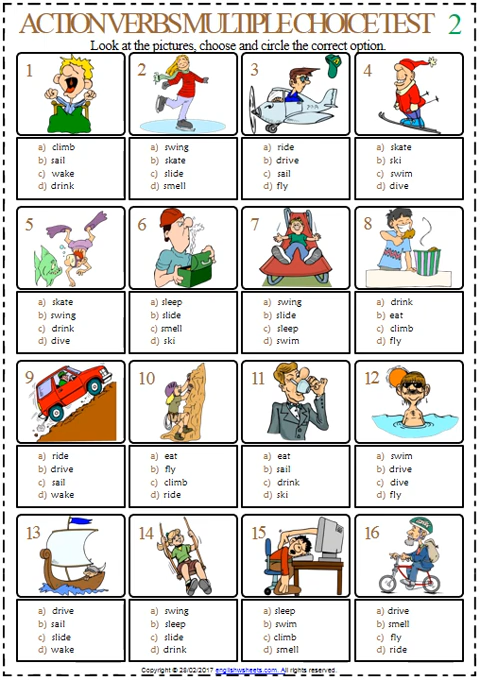 ACTION VERBS MULTIPLE CHOICE TEST 2
Look at the pictures, choose and circle the correct option.
1
2
3
4
a) climb
b) sail
c) wake
d) drink
a) swing
b) skate
c) slide
d) smell
a) ride
b) drive
c) sail
d) fly
a) skate
b) ski
c) swim
d) dive
5
6
7
8
a) skate
b) swing
c) drink
d) dive
a) sleep
b) slide
c) smell
d) ski
a) swing
b) slide
c) sleep
d) swim
a) drink
b) eat
c) climb
d) fly
9
10
11
12
a) ride
b) drive
c) sail
d) wake
a) eat
b) fly
c) climb
d) ride
a) eat
b) sail
c) drink
d) ski
a) swim
b) drive
c) dive
d) fly
13
14
15
16
a) drive
b) sail
c) slide
d) wake
a) swing
b) sleep
c) slide
d) drink
a) sleep
b) swim
c) climb
d) smell
a) drive
b) smell
c) fly
d) ride
Copyright © 28/02/2017 englishwsheets.com. All rights reserved.